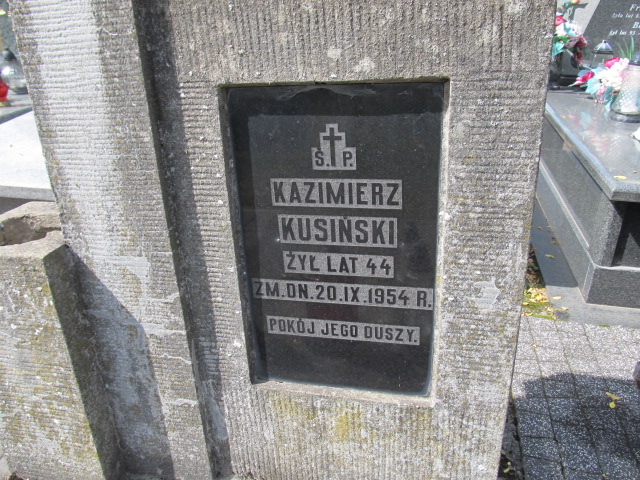 Ś. P.
KAZIMIERZ
KUSIŃSKI
ŻYŁ LAT 44
ZM. DN. 20. IX. 1954 R.
POKÓJ JEGO DUSZY.